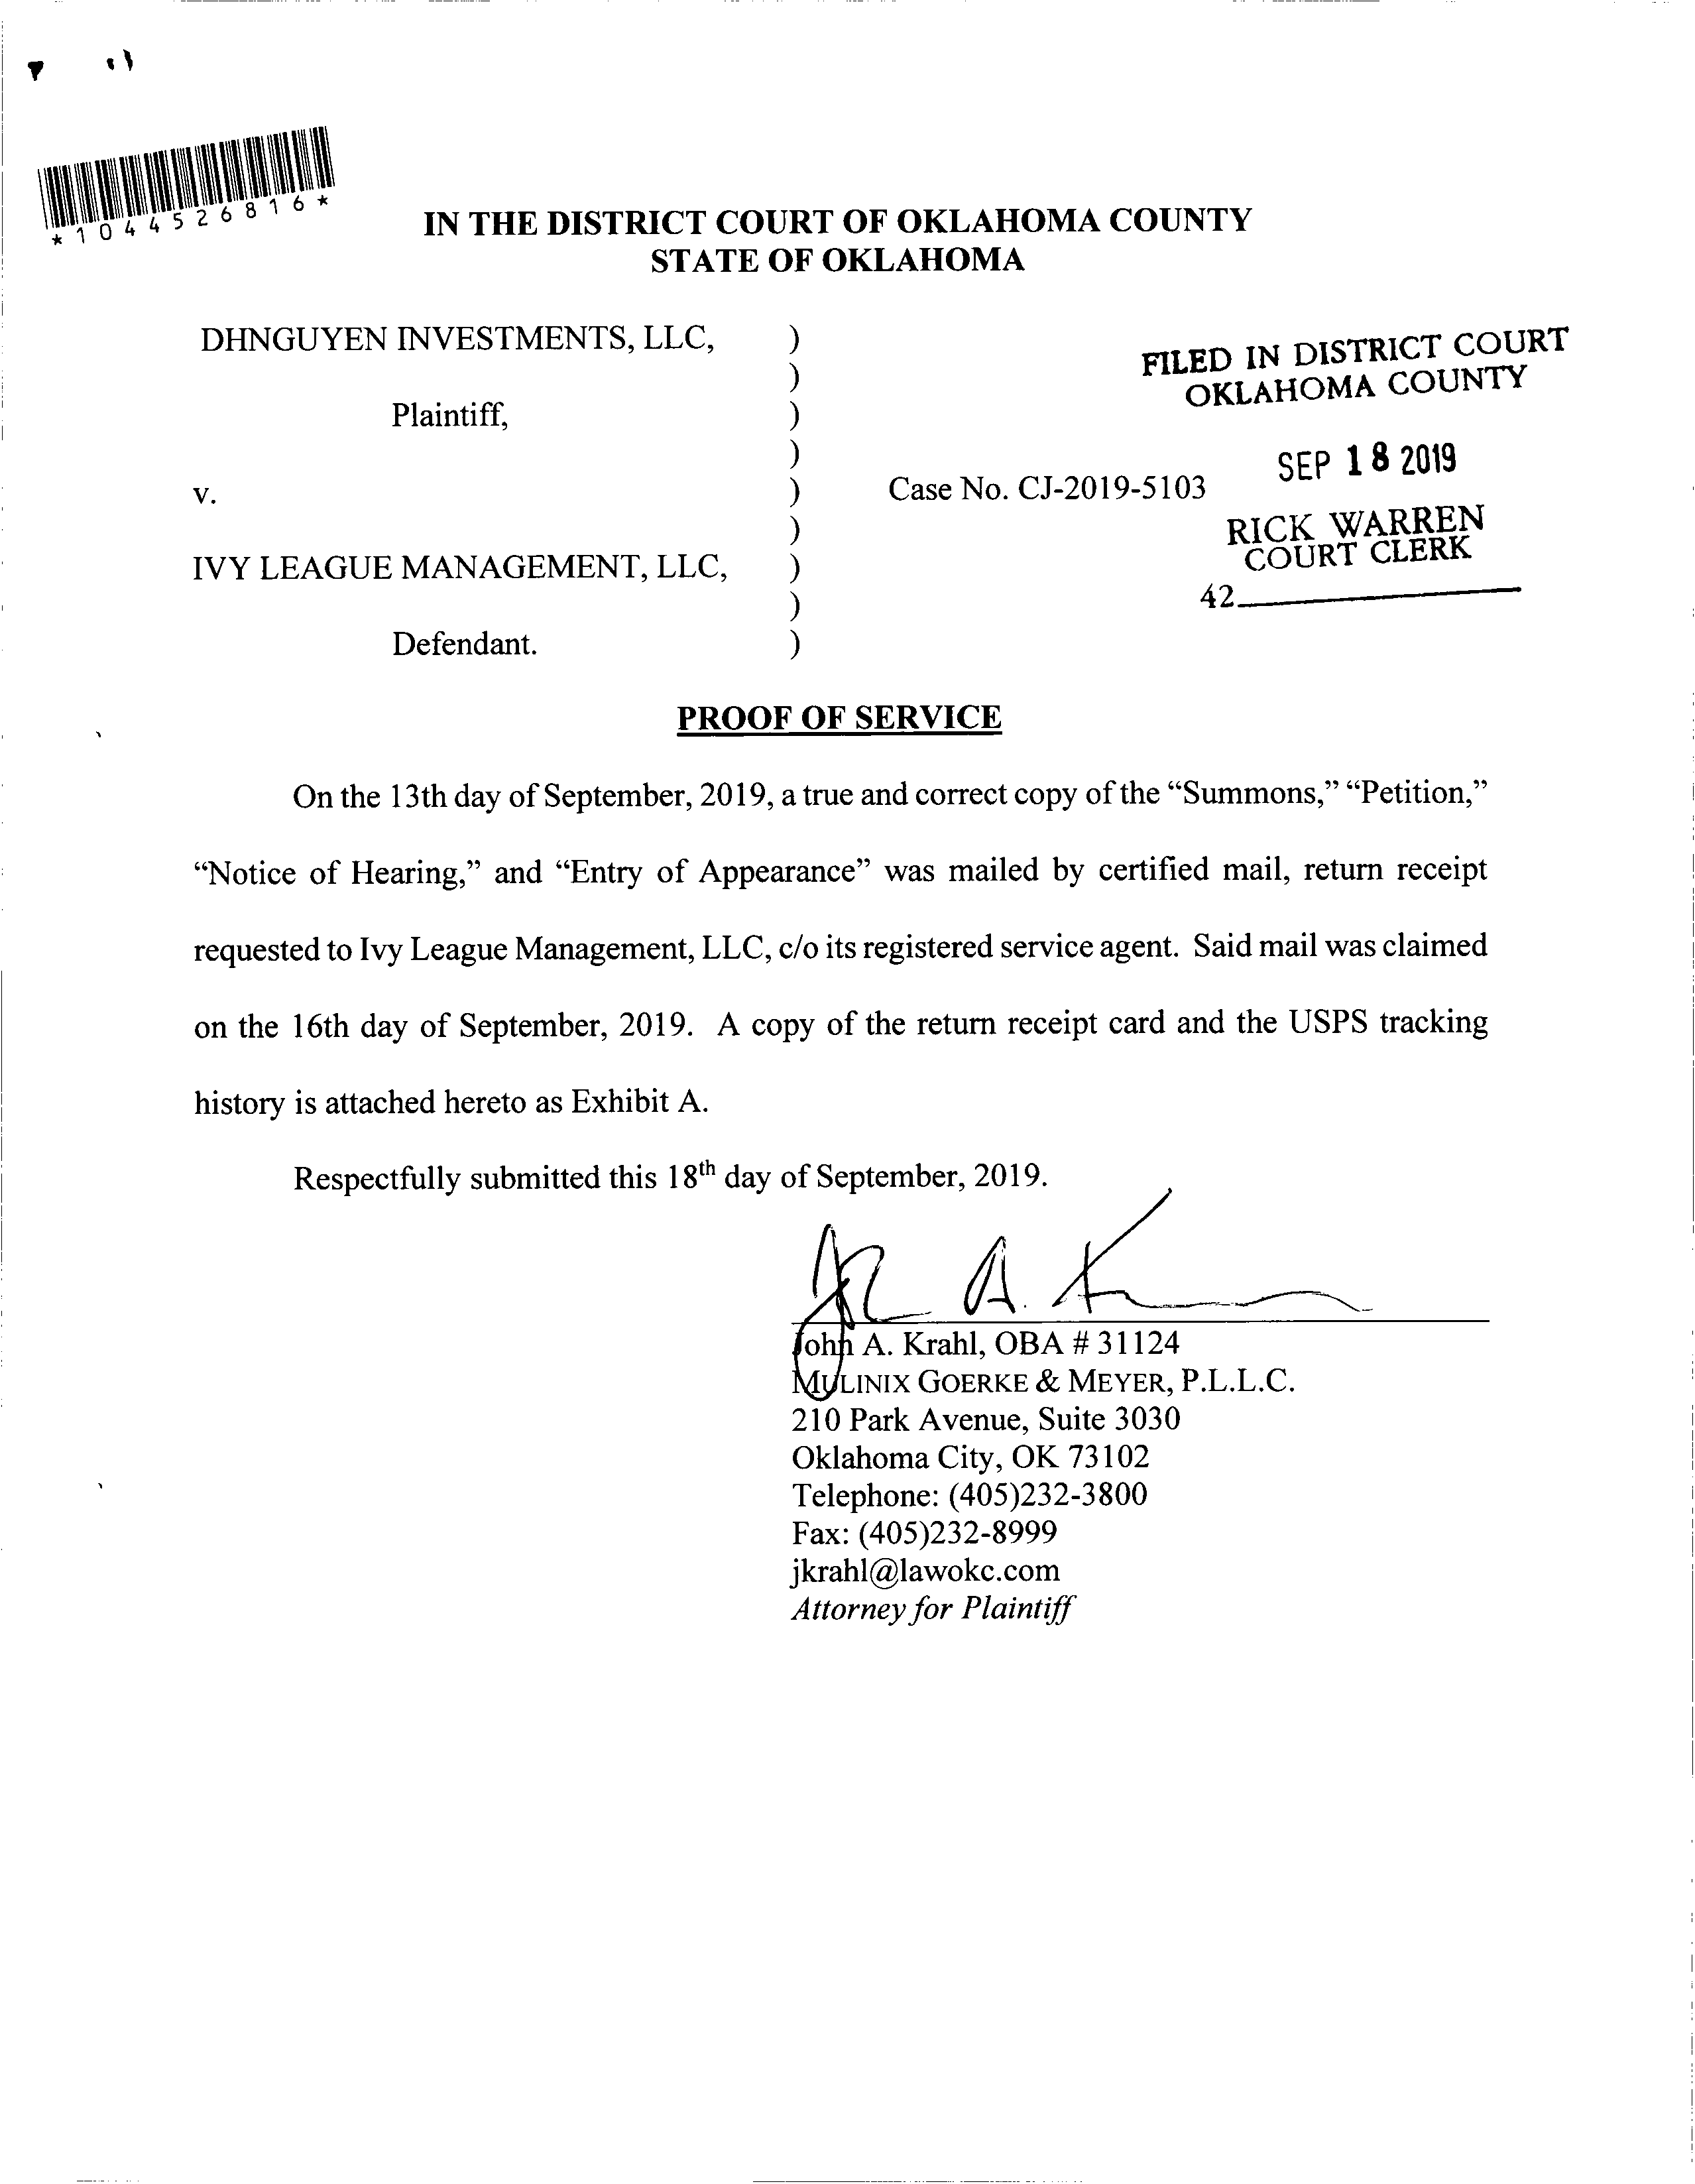 *1044526816*
IN THE DISTRICT COURT OF OKLAHOMA COUNTY
STATE OF OKLAHOMA
DHNGUYEN INVESTMENTS, LLC, )
)
Plaintiff, )
)
v. ) Case No. CJ-2019-5103
)
IVY LEAGUE MANAGEMENT, LLC, )
)
Defendant. )
FILED IN DISTRICT COURT
OKLAHOMA COUNTY
SEP 18 2019
RICK WARREN
COURT CLERK
42
PROOF OF SERVICE
On the 13th day of September, 2019, a true and correct copy of the “Summons,” “Petition,”
“Notice of Hearing,” and “Entry of Appearance” was mailed by certified mail, return receipt
requested to Ivy League Management, LLC, c/o its registered service agent. Said mail was claimed
on the 16th day of September, 2019. A copy of the return receipt card and the USPS tracking
history is attached hereto as Exhibit A.
Respectfully submitted this 18th day of September, 2019.
John A. Krahl, OBA # 31124
MULINIX GOERKE & MEYER, P.L.L.C.
210 Park Avenue, Suite 3030
Oklahoma City, OK 73102
Telephone: (405)232-3800
Fax: (405)232-8999
jkrahl@lawokc.com
Attorney for Plaintiff